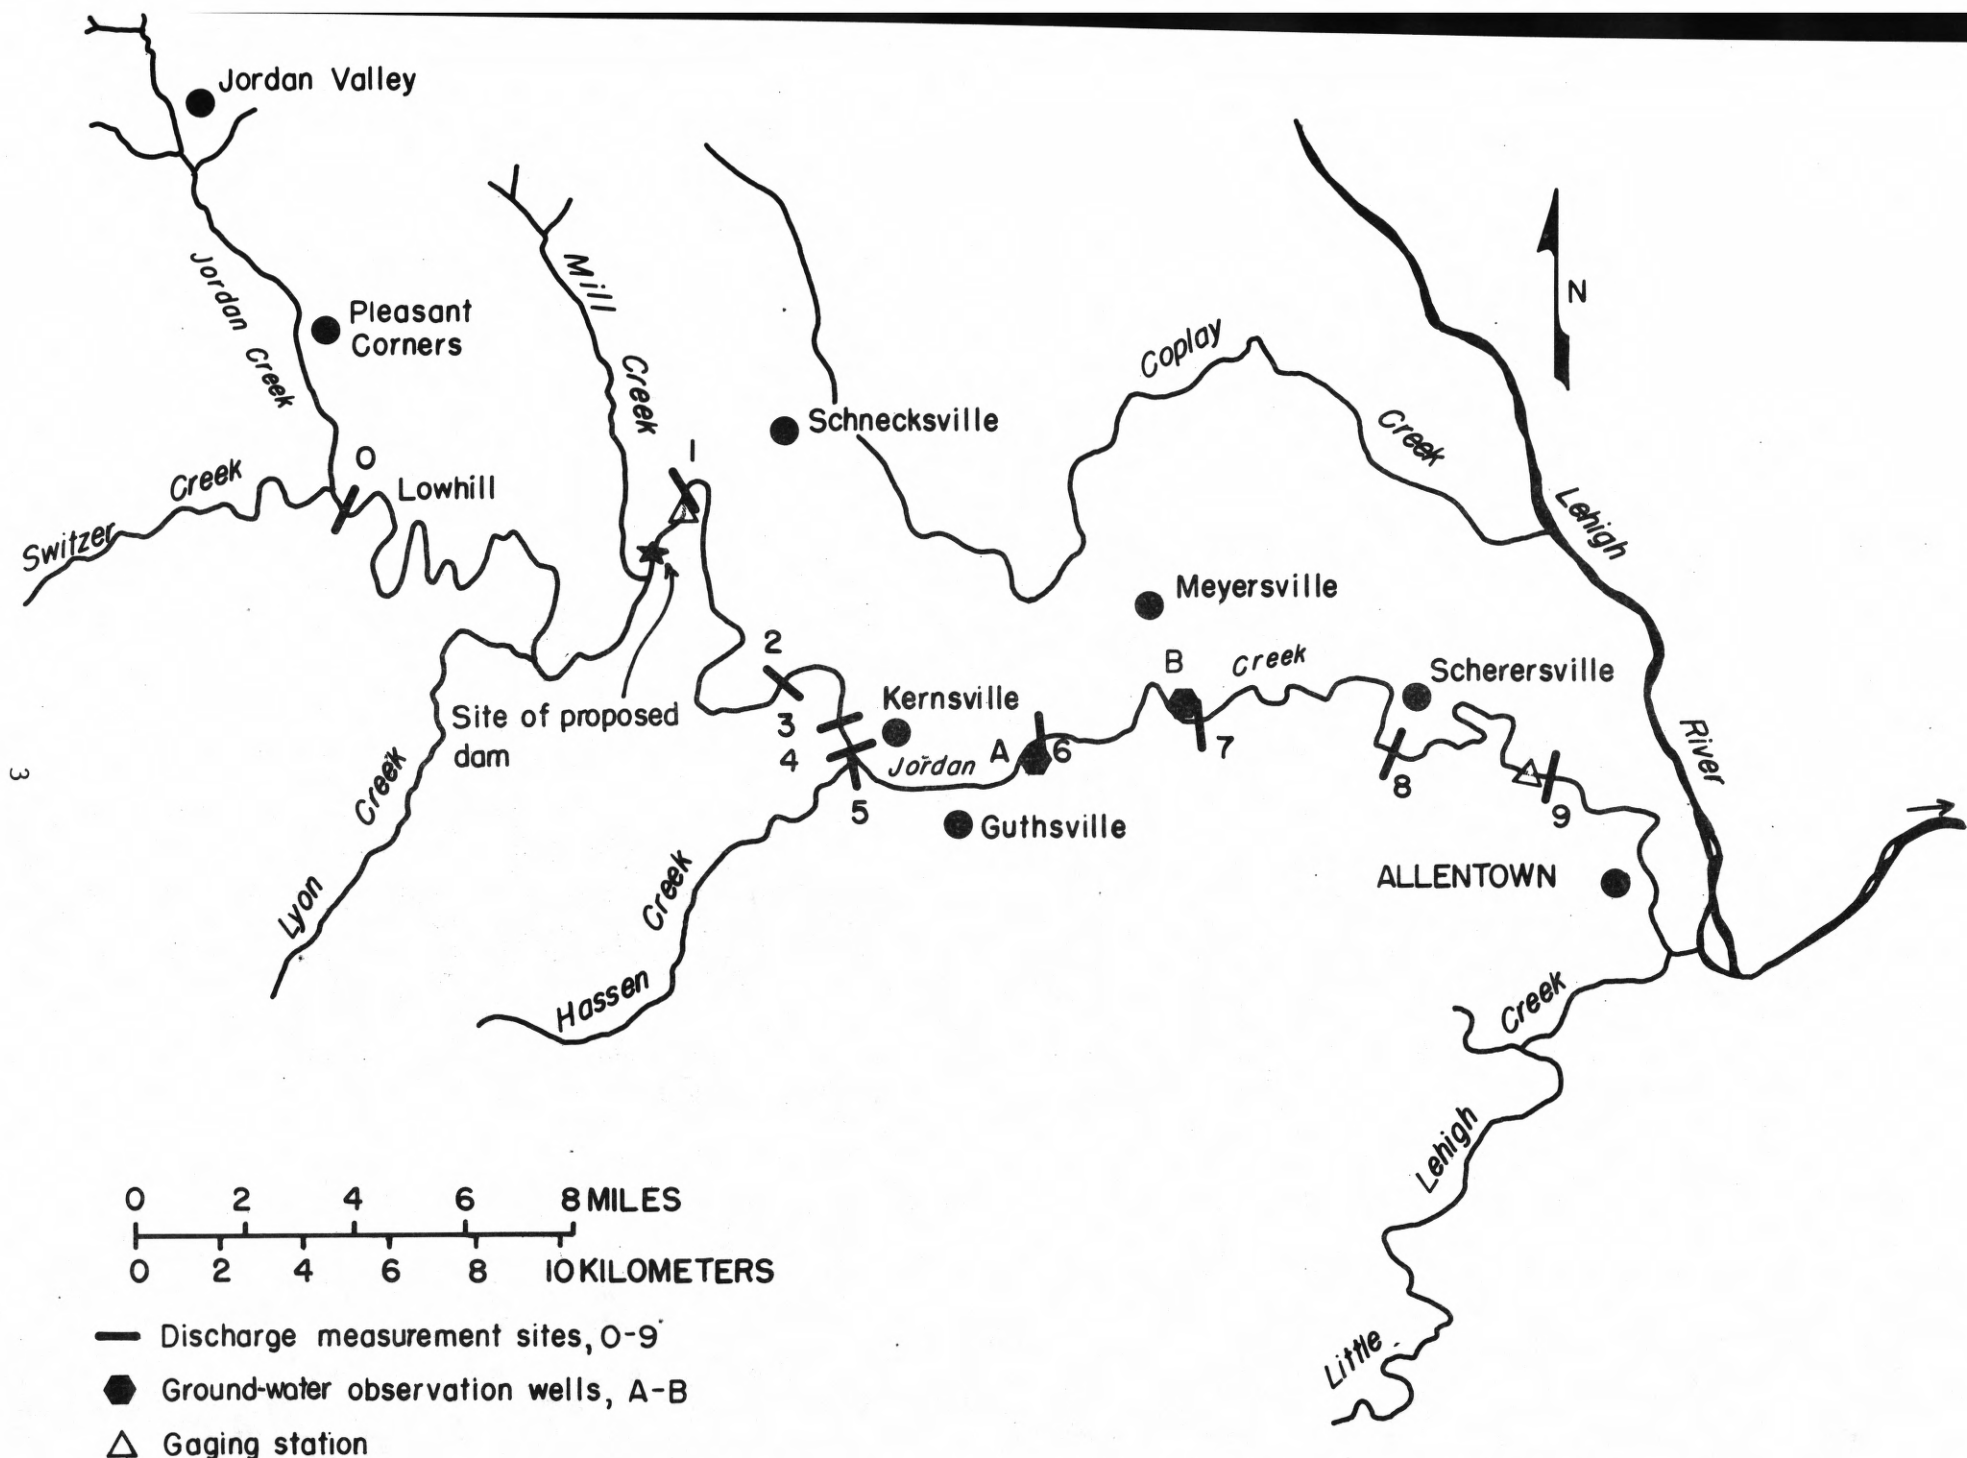 Jordan Valley
Jordan Creek
Pleasant
Corners
Mill Creek
Schnecksville
Coplay Creek
N
Lehigh River
Switzer Creek
0
Lowhill
1
Meyersville
2
Site of proposed
dam
3
4
5
Kernsville
Jordan Creek
A
6
B
7
Scherersville
8
9
Guthsville
ALLENTOWN
Lyon Creek
Hassen Creek
Little Lehigh Creek
3
0 2 4 6 8 MILES
0 2 4 6 8 10 KILOMETERS
Discharge measurement sites, 0-9
Ground-water observation wells, A-B
Gaging station